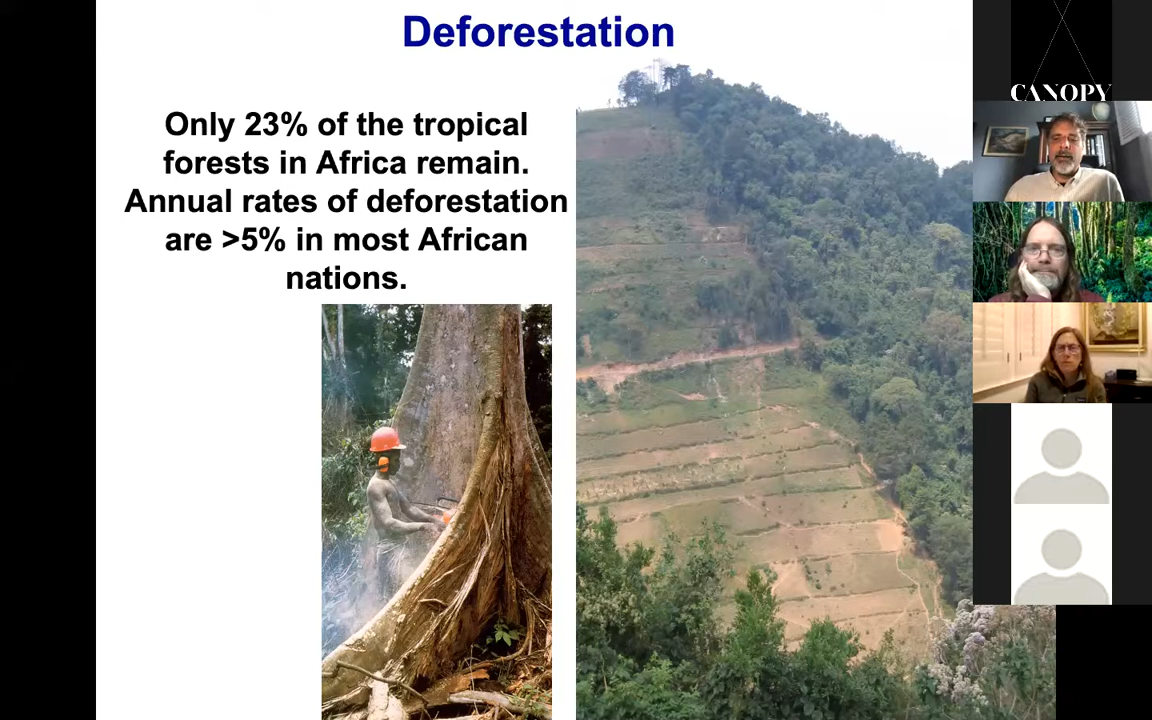 Deforestation
Only 23% of the tropical
forests in Africa remain.
Annual rates of deforestation
are >5% in most African
nations.
CANOPY